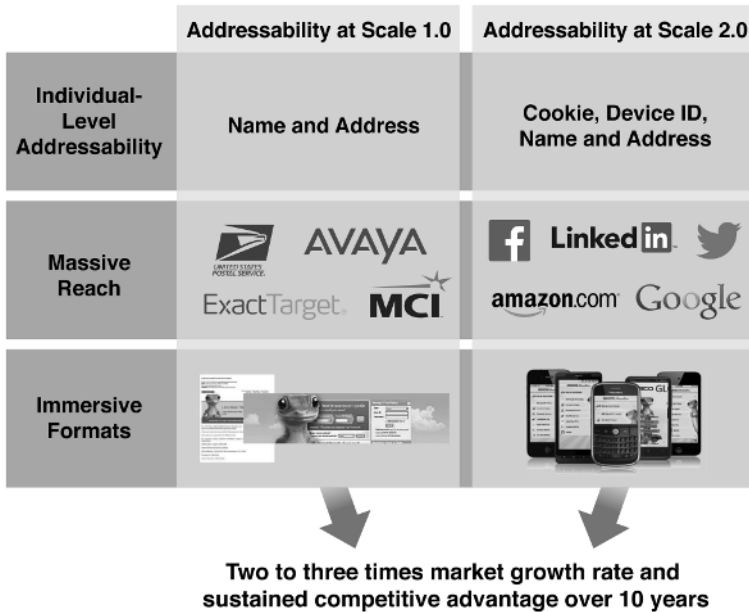 Addressability at Scale 1.0
Addressability at Scale 2.0
Individual-
Level
Addressability
Name and Address
Cookie, Device ID,
Name and Address
Massive
Reach
UNITED STATES
POSTAL SERVICE
AVAYA
ExactTarget
MCI
f
Linked in
amazon.com
Google
Immersive
Formats
Two to three times market growth rate and
sustained competitive advantage over 10 years